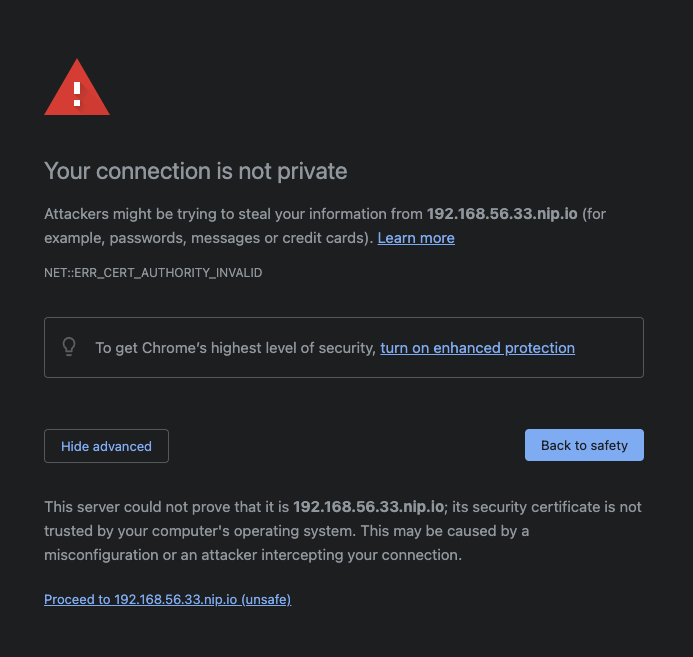 Your connection is not private
Attackers might be trying to steal your information from 192.168.56.33.nip.io (for
example, passwords, messages or credit cards). Learn more
NET::ERR_CERT_AUTHORITY_INVALID
To get Chrome’s highest level of security, turn on enhanced protection
Hide advanced
Back to safety
This server could not prove that it is 192.168.56.33.nip.io; its security certificate is not
trusted by your computer's operating system. This may be caused by a
misconfiguration or an attacker intercepting your connection.
Proceed to 192.168.56.33.nip.io (unsafe)